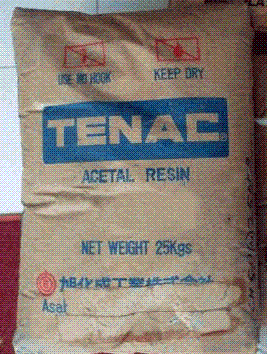 USE NO HOOK
KEEP DRY
TENAC
ACETAL RESIN
NET WEIGHT 25Kgs
旭化成工業株式会社
Asahi